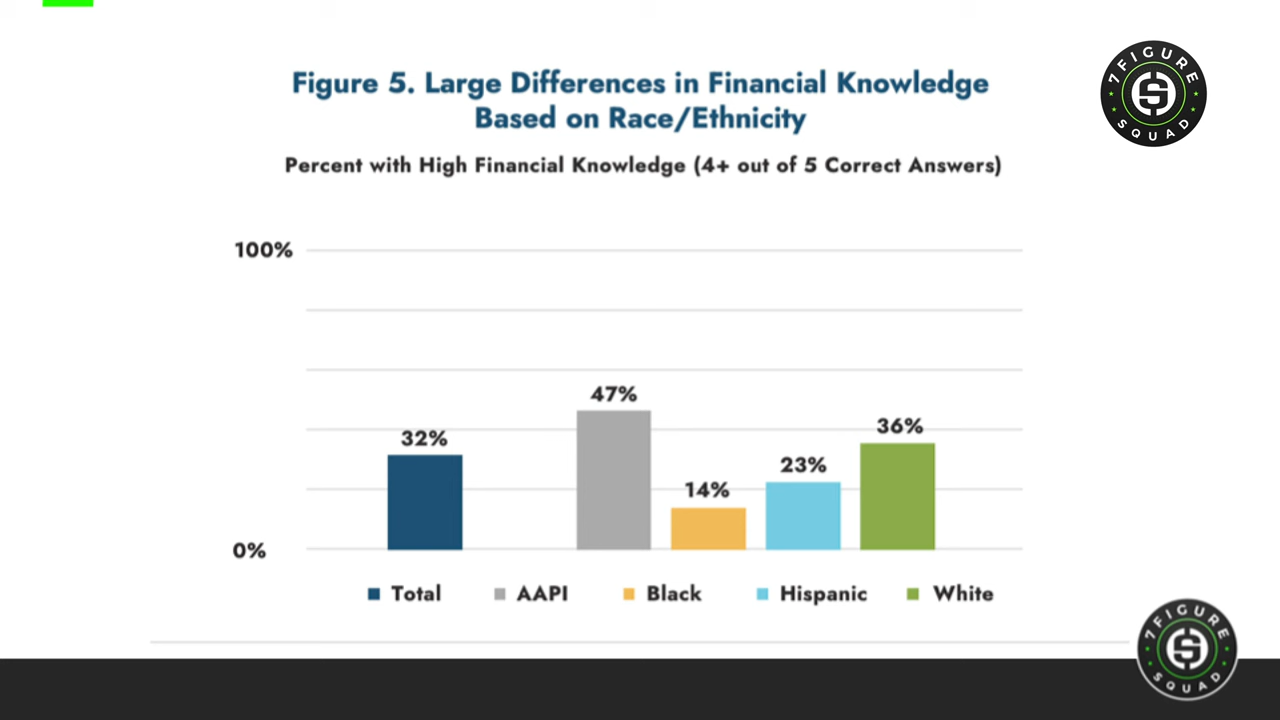 Figure 5. Large Differences in Financial Knowledge
Based on Race/Ethnicity
Percent with High Financial Knowledge (4+ out of 5 Correct Answers)
7FIGURE
SQUAD
100%
47%
32%
36%
23%
14%
0%
Total AAPI Black Hispanic White
7FIGURE
SQUAD